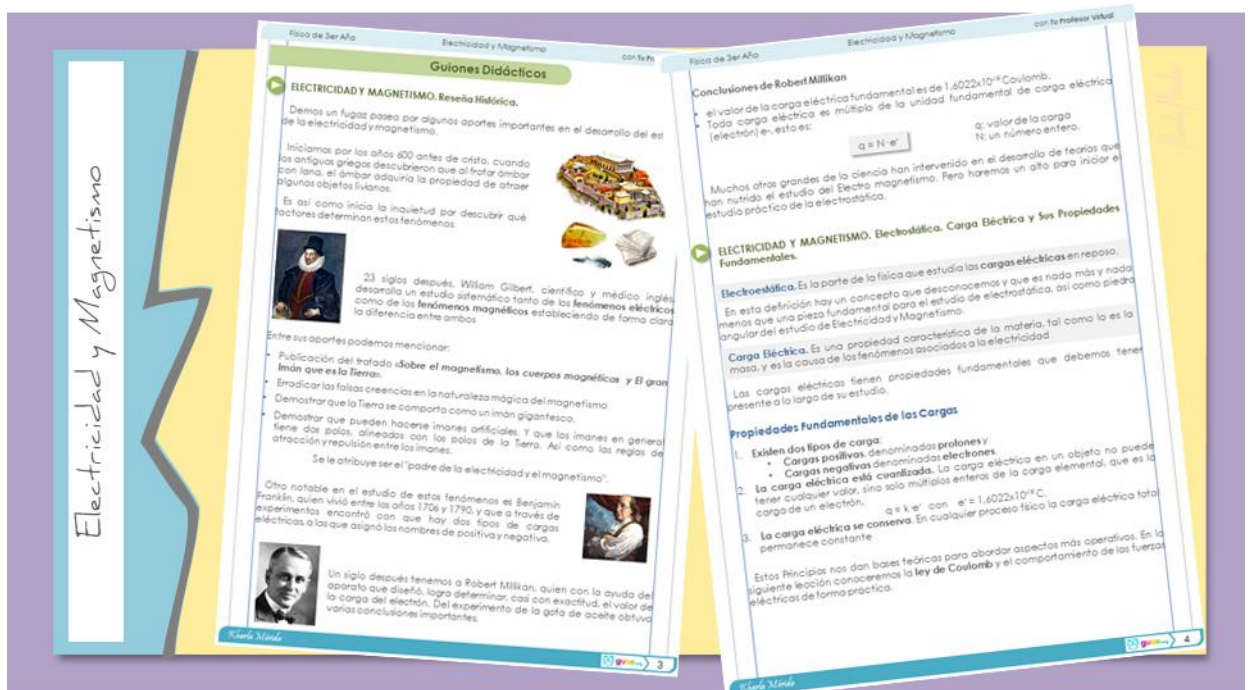 Electricidad y Magnetismo
Física de 3er Año
Electricidad y Magnetismo
con Tu Pr
Guiones Didácticos
ELECTRICIDAD Y MAGNETISMO. Reseña Histórica.
Demos un fugaz paseo por algunos aportes importantes en el desarrollo del est
de la electricidad y magnetismo.
Iniciamos por los años 600 antes de cristo, cuando
los antiguos griegos descubrieron que al frotar ámbar
con lana, el ámbar adquiría la propiedad de atraer
algunos objetos livianos.
Es así como inicia la inquietud por descubrir qué
factores determinan estos fenómenos.
23 siglos después, William Gilbert, científico y médico inglés,
desarrolla un estudio sistemático tanto de los fenómenos eléctricos
como de los fenómenos magnéticos estableciendo de forma clara
la diferencia entre ambos
Entre sus aportes podemos mencionar:
• Publicación del tratado «Sobre el magnetismo, los cuerpos magnéticos y El gran
Imán que es la Tierra».
• Erradicar las falsas creencias en la naturaleza mágica del magnetismo
• Demostrar que la Tierra se comporta como un imán gigantesco.
• Demostrar que pueden hacerse imanes artificiales. Y que los imanes en general
tiene dos polos, alineados con los polos de la Tierra. Así como las reglas de
atracción y repulsión entre los imanes.
Se le atribuye ser el "padre de la electricidad y el magnetismo".
Otro notable en el estudio de estos fenómenos es Benjamin
Franklin, quien vivió entre los años 1706 y 1790, y que a través de
experimentos encontró con que hay dos tipos de cargas
eléctricas, a las que asignó los nombres de positiva y negativa.
Un siglo después tenemos a Robert Millikan, quien con la ayuda del
aparato que diseñó, logra determinar, casi con exactitud, el valor de
la carga del electrón. Del experimento de la gota de aceite obtuvo
varias conclusiones importantes.
Kharla Mérida
3
Física de 3er Año
Electricidad y Magnetismo
con Tu Profesor Virtual
Conclusiones de Robert Millikan
• el valor de la carga eléctrica fundamental es de 1,6022x10⁻¹⁹ Coulomb.
• Toda carga eléctrica es múltiplo de la unidad fundamental de carga eléctrica
(electrón) e⁻, esto es:
q = N·e⁻
q: valor de la carga
N: un número entero.
Muchos otros grandes de la ciencia han intervenido en el desarrollo de teorías que
han nutrido el estudio del Electro magnetismo. Pero haremos un alto para iniciar el
estudio práctico de la electrostática.
ELECTRICIDAD Y MAGNETISMO. Electrostática. Carga Eléctrica y Sus Propiedades
Fundamentales.
Electroestática. Es la parte de la física que estudia las cargas eléctricas en reposo.
En esta definición hay un concepto que desconocemos y que es nada más y nada
menos que una pieza fundamental para el estudio de electrostática, así como piedra
angular del estudio de Electricidad y Magnetismo.
Carga Eléctrica. Es una propiedad característica de la materia, tal como lo es la
masa, y es la causa de los fenómenos asociados a la electricidad
Las cargas eléctricas tienen propiedades fundamentales que debemos tener
presente a lo largo de su estudio.
Propiedades Fundamentales de las Cargas
1. Existen dos tipos de carga:
• Cargas positivas, denominadas protones y
• Cargas negativas denominadas electrones.
2. La carga eléctrica está cuantizada. La carga eléctrica en un objeto no puede
tener cualquier valor, sino solo múltiplos enteros de la carga elemental, que es la
carga de un electrón.
q = k·e⁻ con e⁻ = 1,6022x10⁻¹⁹ C.
3. La carga eléctrica se conserva. En cualquier proceso físico la carga eléctrica total
permanece constante
Estos Principios nos dan bases teóricas para abordar aspectos más operativos. En la
siguiente lección conoceremos la ley de Coulomb y el comportamiento de las fuerzas
eléctricas de forma práctica.
Kharla Mérida
4